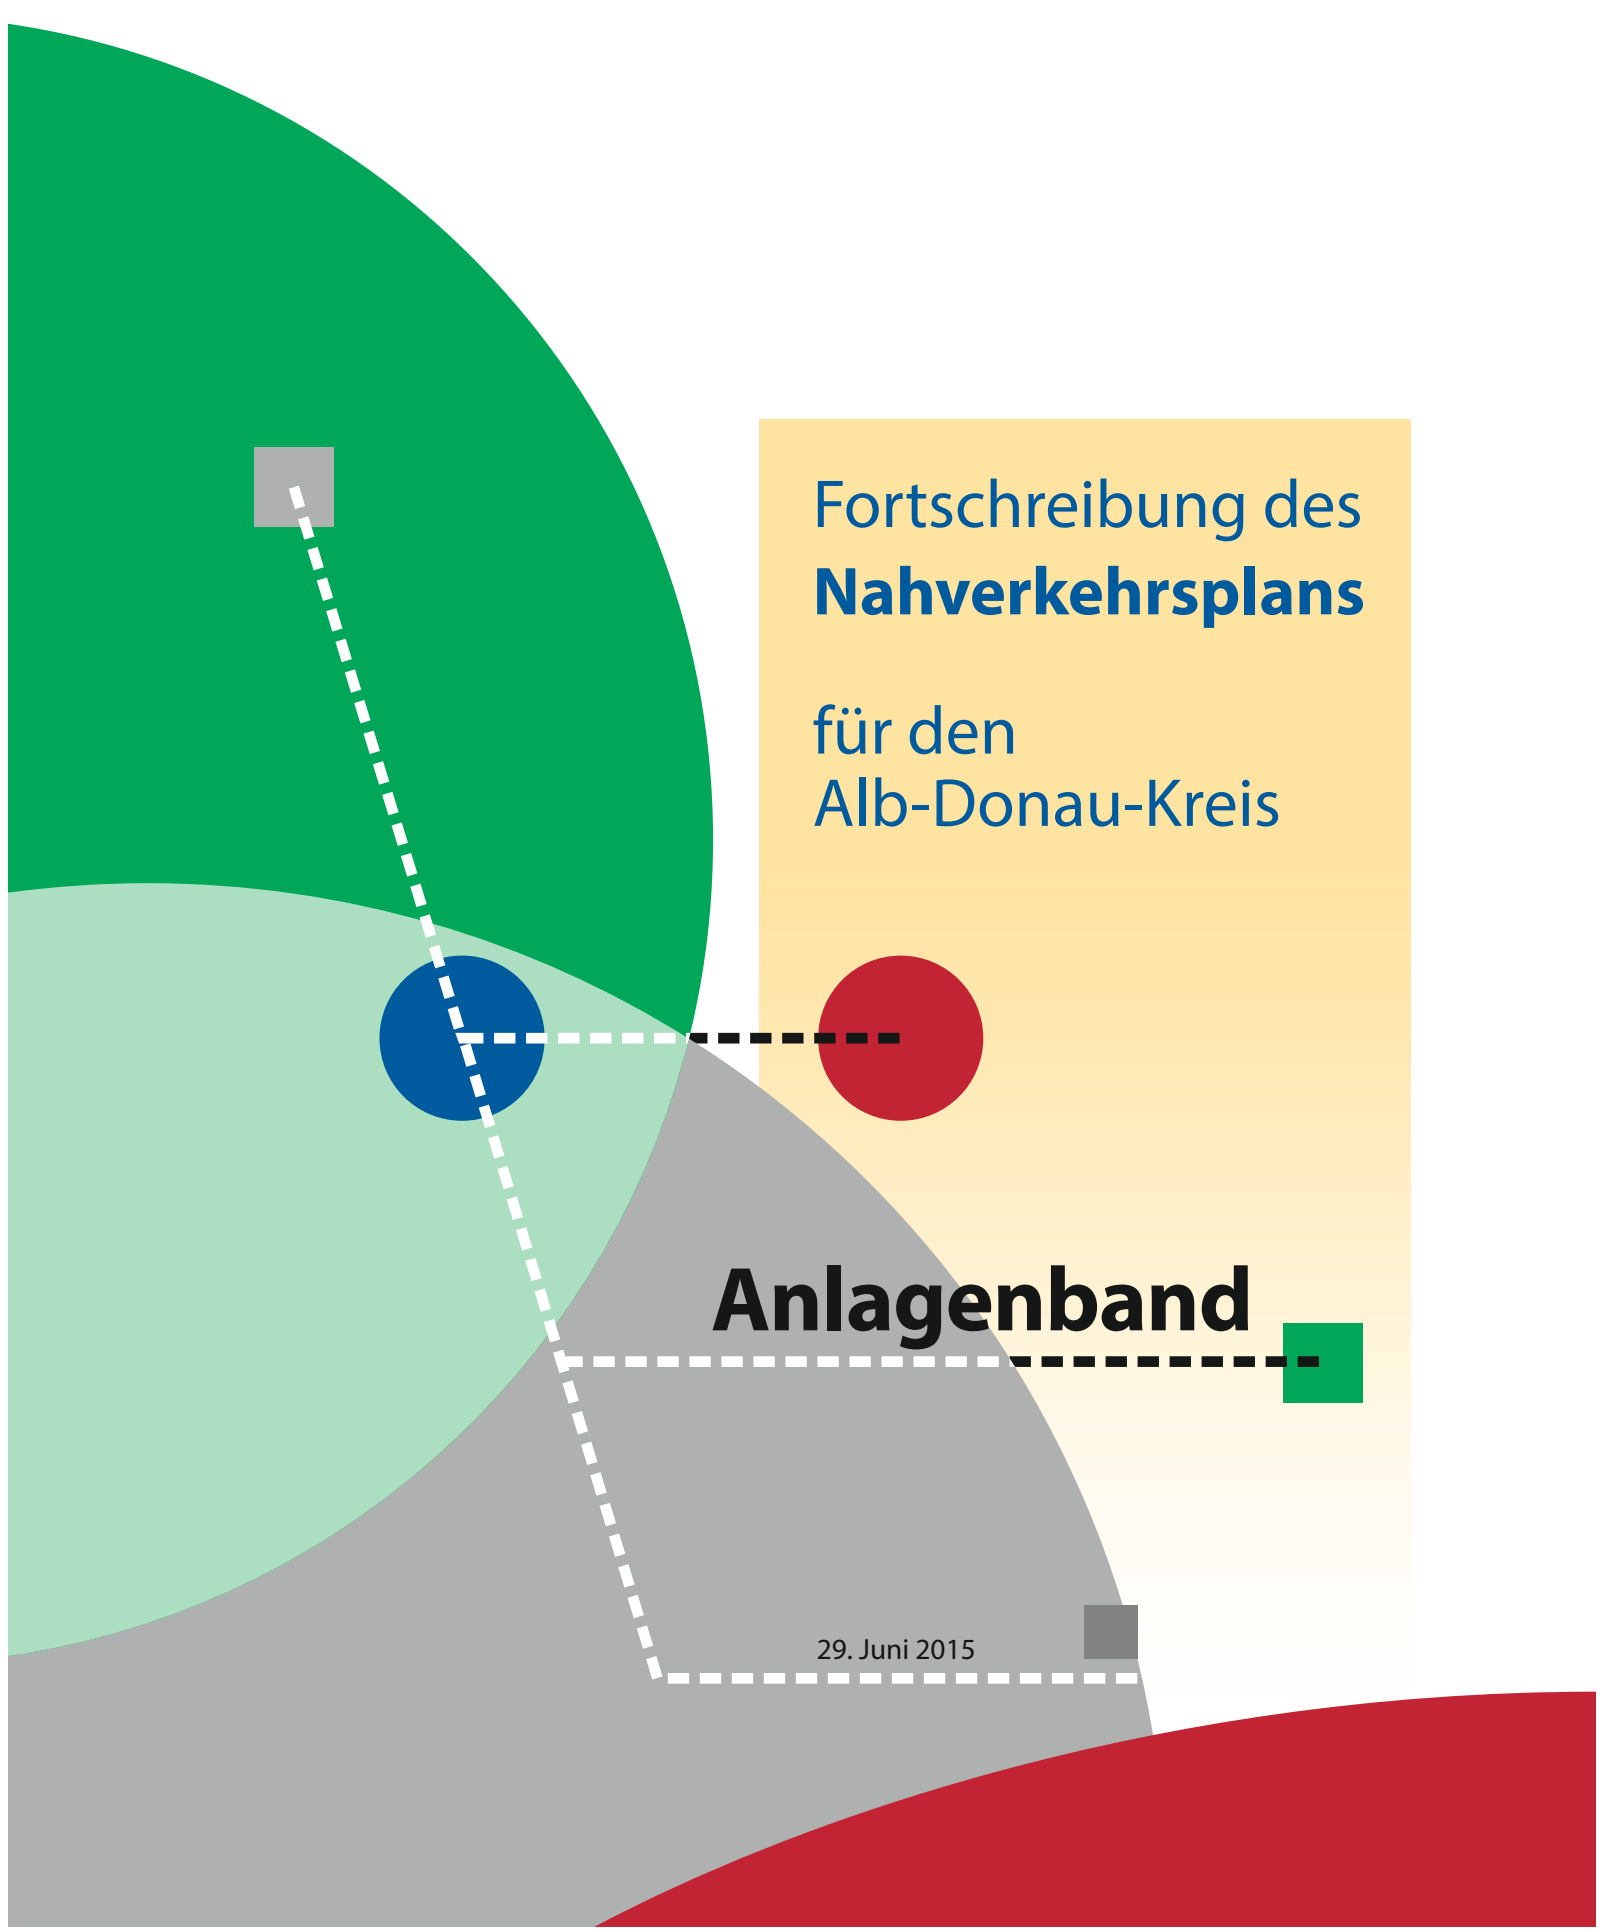 Fortschreibung des
Nahverkehrsplans
für den
Alb-Donau-Kreis
Anlagenband
29. Juni 2015